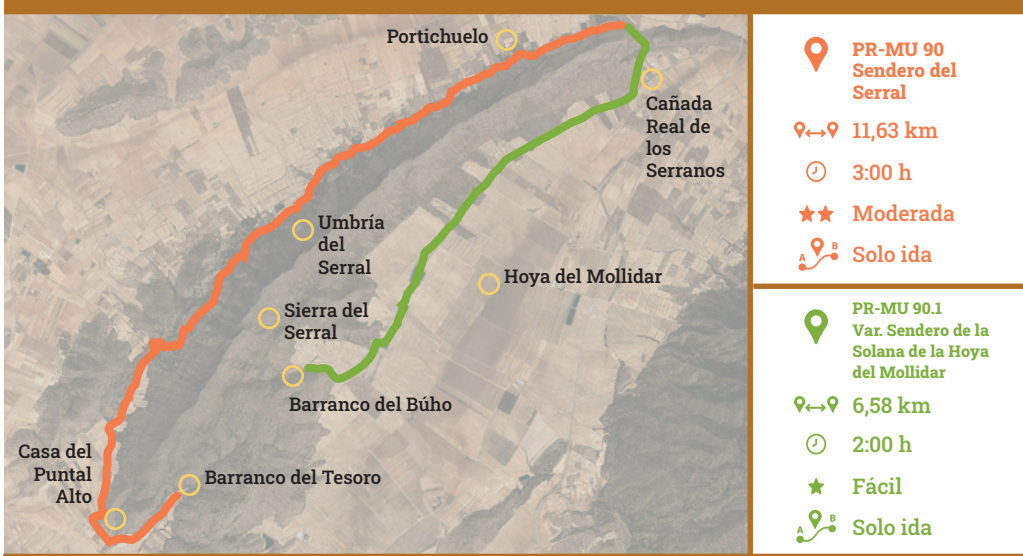 Portichuelo
Cañada
Real de
los
Serranos
Umbría
del
Serral
Hoya del Mollidar
Sierra del
Serral
Barranco del Búho
Casa del
Puntal
Alto
Barranco del Tesoro
PR-MU 90
Sendero del
Serral
11,63 km
3:00 h
Moderada
A B Solo ida
PR-MU 90.1
Var. Sendero de la
Solana de la Hoya
del Mollidar
6,58 km
2:00 h
Fácil
A B Solo ida